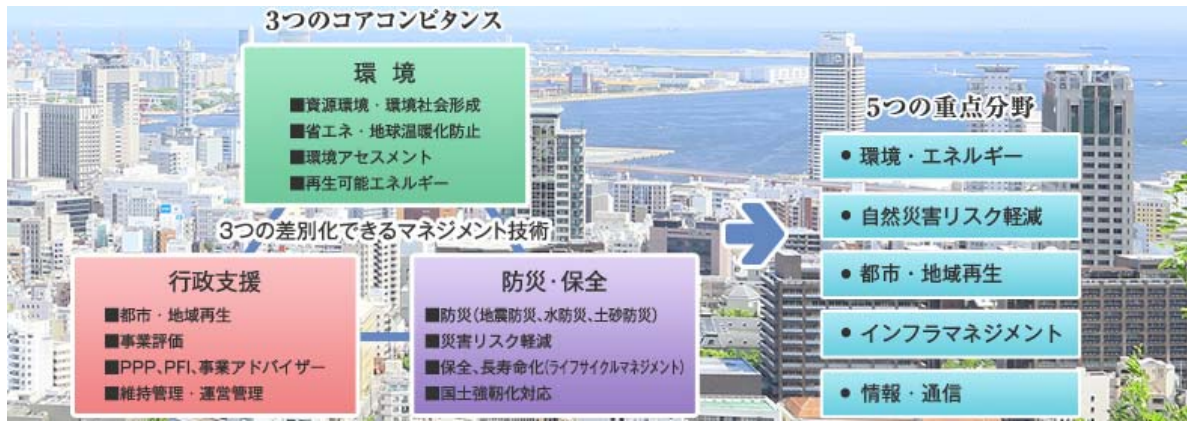 3つのコアコンピタンス
環 境
■資源環境・環境社会形成
■省エネ・地球温暖化防止
■環境アセスメント
■再生可能エネルギー
3つの差別化できるマネジメント技術
行政支援
■都市・地域再生
■事業評価
■PPP、PFI、事業アドバイザー
■維持管理・運営管理
防災・保全
■防災(地震防災、水防災、土砂防災)
■災害リスク軽減
■保全、長寿命化(ライフサイクルマネジメント)
■国土強靭化対応
5つの重点分野
• 環境・エネルギー
• 自然災害リスク軽減
• 都市・地域再生
• インフラマネジメント
• 情報・通信